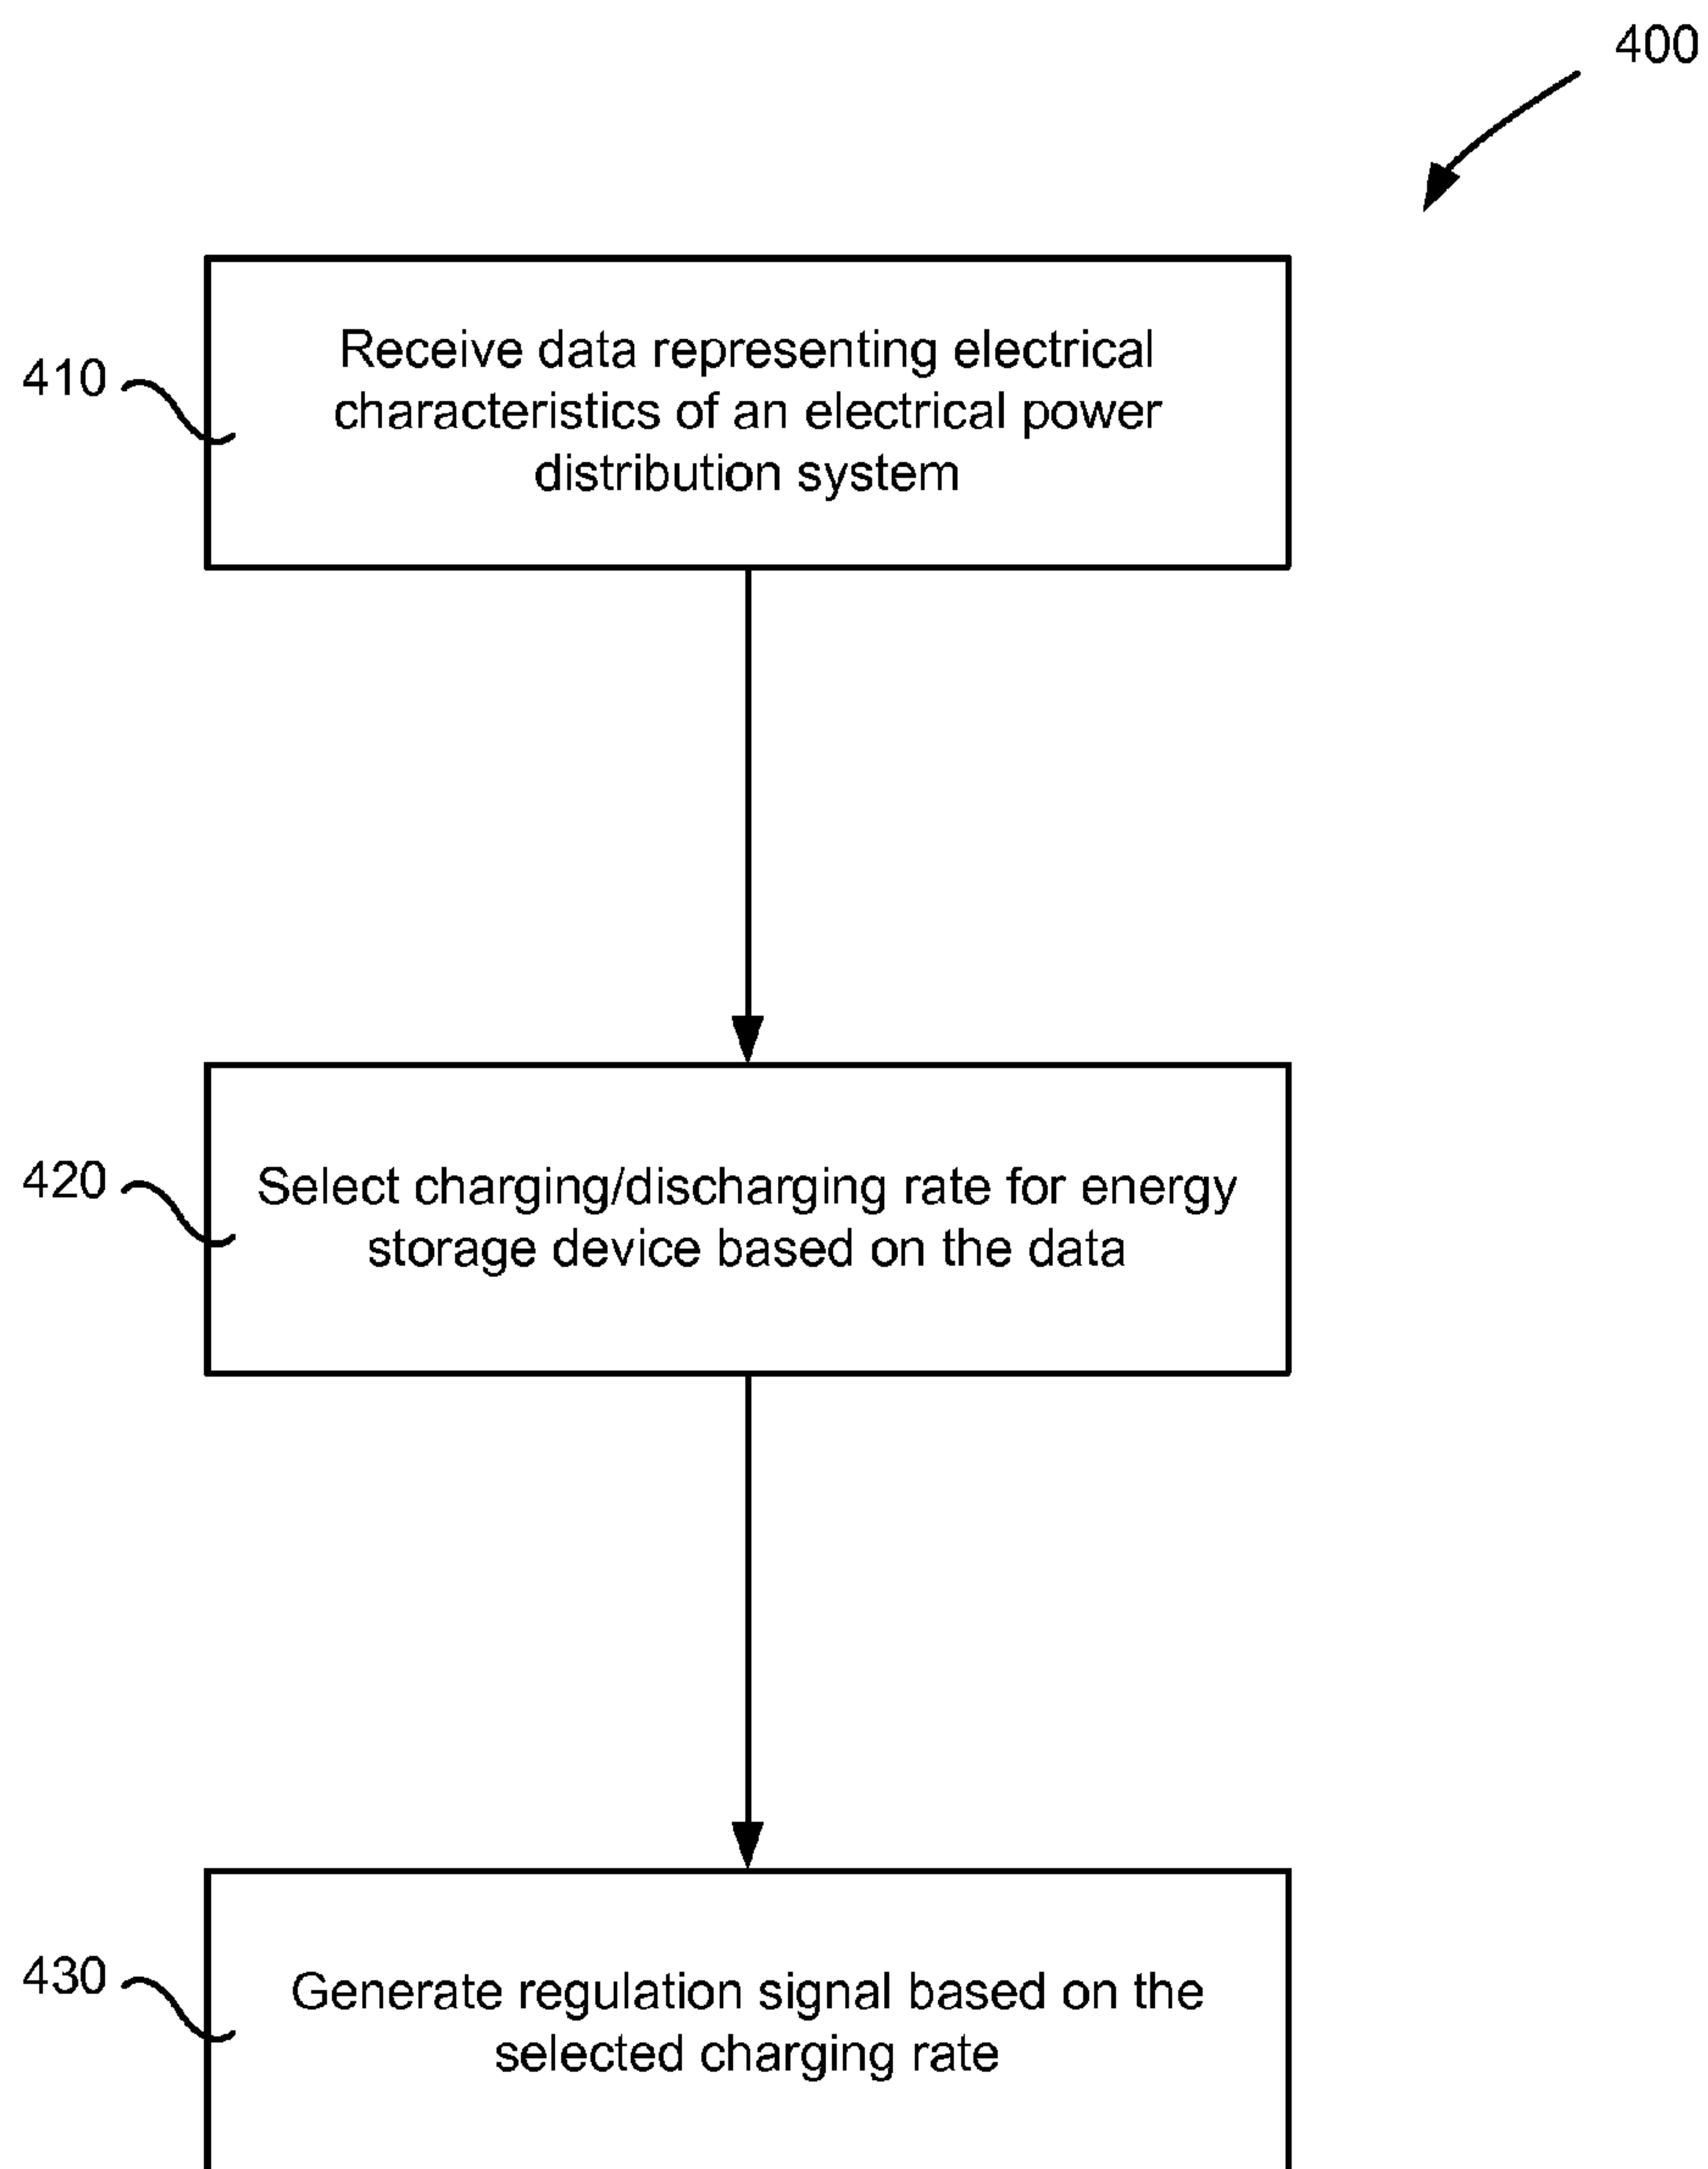 400
410
Receive data representing electrical
characteristics of an electrical power
distribution system
420
Select charging/discharging rate for energy
storage device based on the data
430
Generate regulation signal based on the
selected charging rate